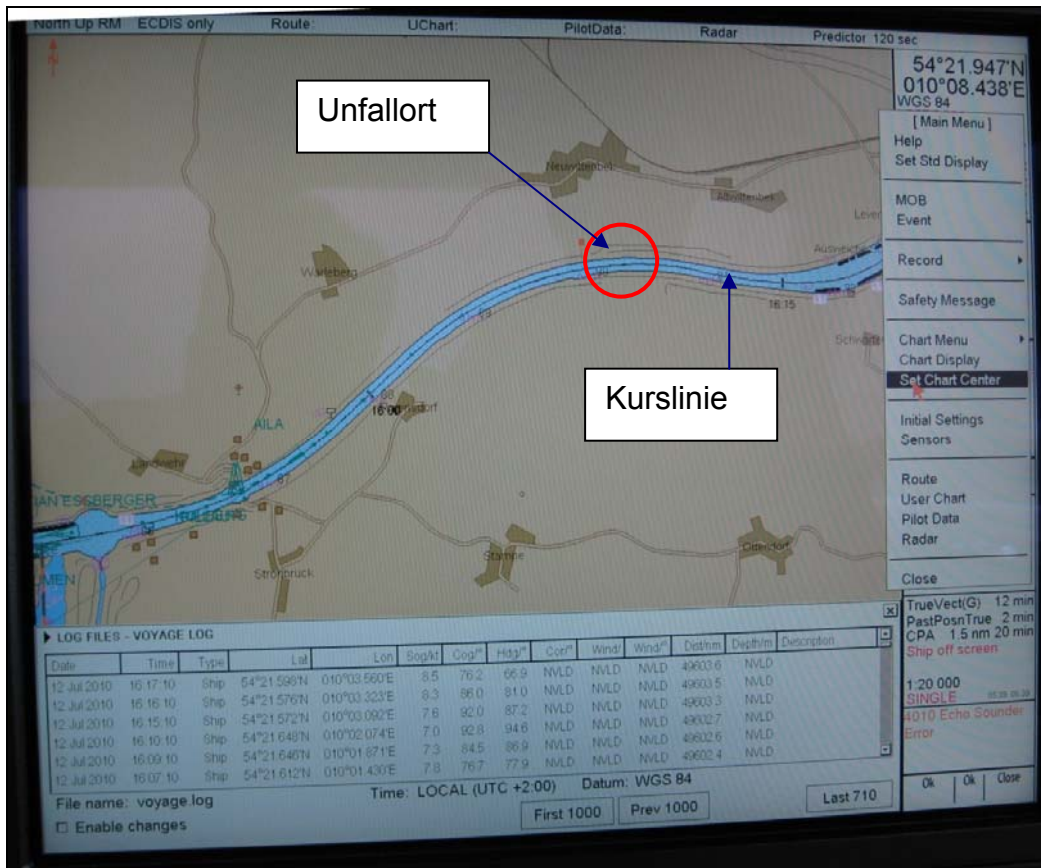 North Up RM ECDIS only Route: UChart: PilotData: Radar Predictor 120 sec
54°21.947'N
010°08.438'E
WGS 84
[ Main Menu ]
Help
Set Std Display
MOB
Event
Record
Safety Message
Chart Menu
Chart Display
Set Chart Center
Initial Settings
Sensors
Route
User Chart
Pilot Data
Radar
Close
Unfallort
Kurslinie
Warleberg
16:15
16:00
AILA
Landwehr
Strohbrück
Stampe
Ottendorf
TrueVect(G) 12 min
PastPosnTrue 2 min
CPA 1.5 nm 20 min
Ship off screen
1:20 000
SINGLE
4010 Echo Sounder
Error
Ok Ok Close
LOG FILES - VOYAGE LOG
Date Time Type Lat Lon Sog/kt Cog/° Hdg/° Corr° Wind/ Wind/° Dist/nm Depth/m Description
12 Jul 2010 16:17:10 Ship 54°21.598'N 010°03.560'E 8.5 76.2 66.9 NVLD NVLD NVLD 49603.6 NVLD
12 Jul 2010 16:16:10 Ship 54°21.576'N 010°03.323'E 8.3 86.0 81.0 NVLD NVLD NVLD 49603.5 NVLD
12 Jul 2010 16:15:10 Ship 54°21.572'N 010°03.092'E 7.6 92.0 87.2 NVLD NVLD NVLD 49603.3 NVLD
12 Jul 2010 16:10:10 Ship 54°21.648'N 010°02.074'E 7.0 92.8 94.6 NVLD NVLD NVLD 49602.7 NVLD
12 Jul 2010 16:09:10 Ship 54°21.646'N 010°01.871'E 7.3 84.5 86.9 NVLD NVLD NVLD 49602.6 NVLD
12 Jul 2010 16:07:10 Ship 54°21.612'N 010°01.430'E 7.8 76.7 77.9 NVLD NVLD NVLD 49602.4 NVLD
File name: voyage.log Time: LOCAL (UTC +2:00) Datum: WGS 84
First 1000 Prev 1000 Last 710
Enable changes